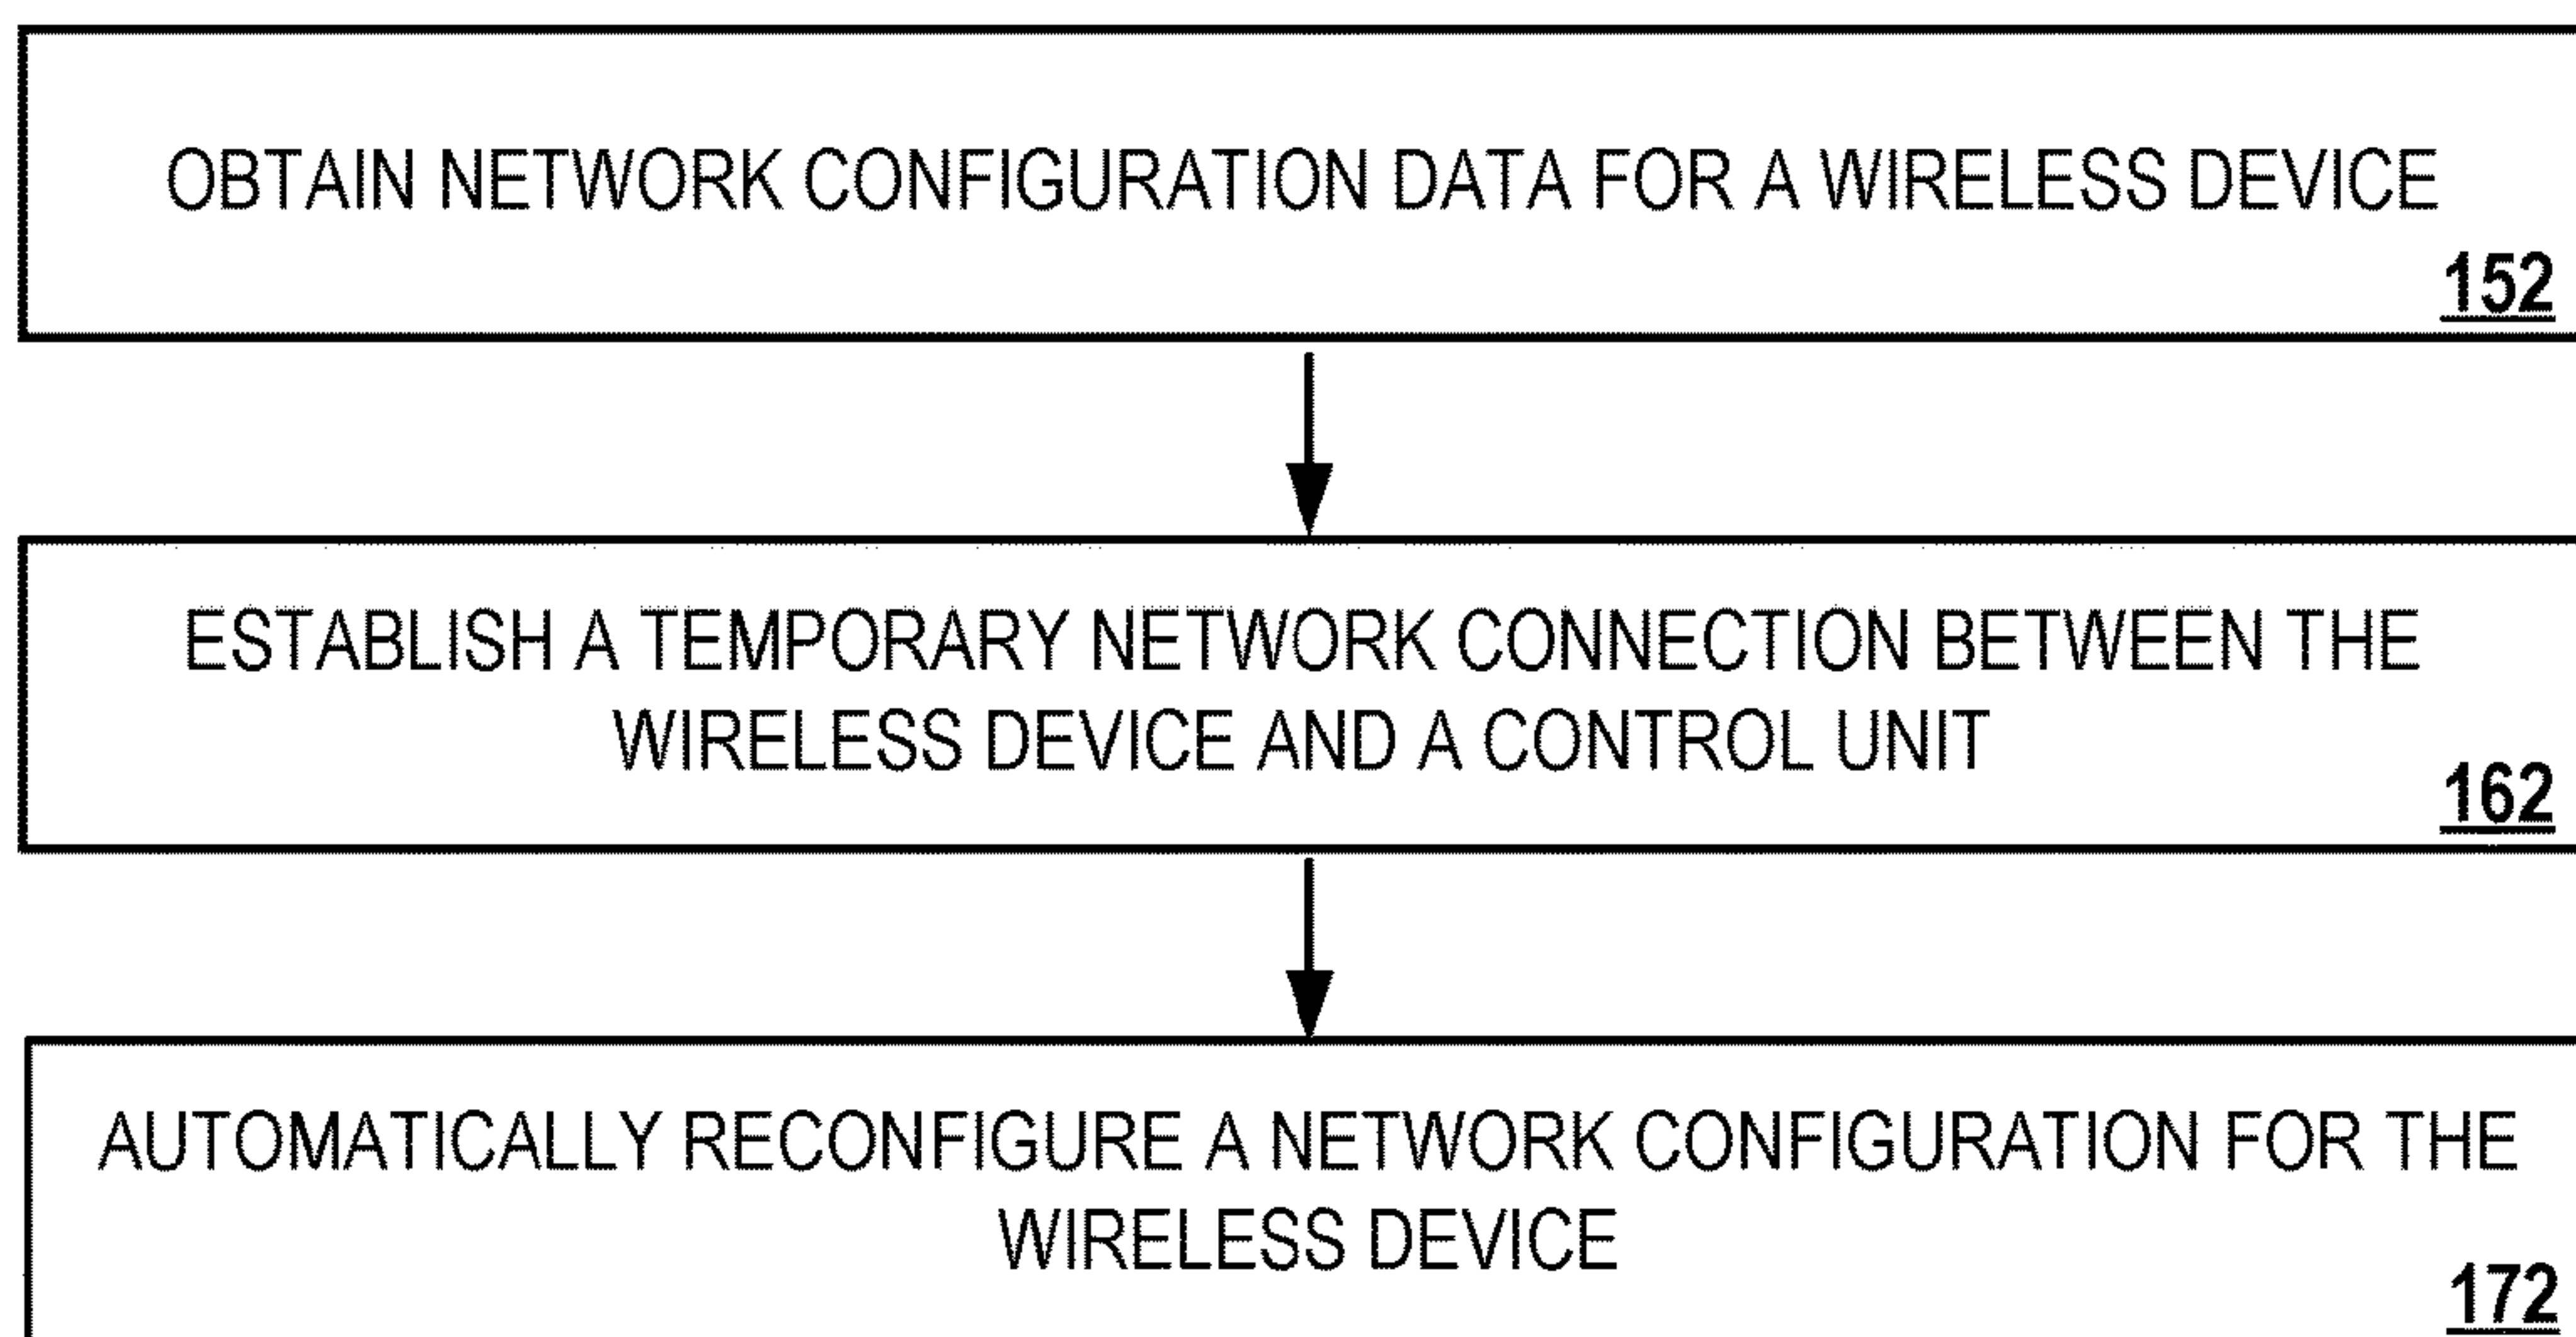 OBTAIN NETWORK CONFIGURATION DATA FOR A WIRELESS DEVICE
152
ESTABLISH A TEMPORARY NETWORK CONNECTION BETWEEN THE
WIRELESS DEVICE AND A CONTROL UNIT
162
AUTOMATICALLY RECONFIGURE A NETWORK CONFIGURATION FOR THE
WIRELESS DEVICE
172